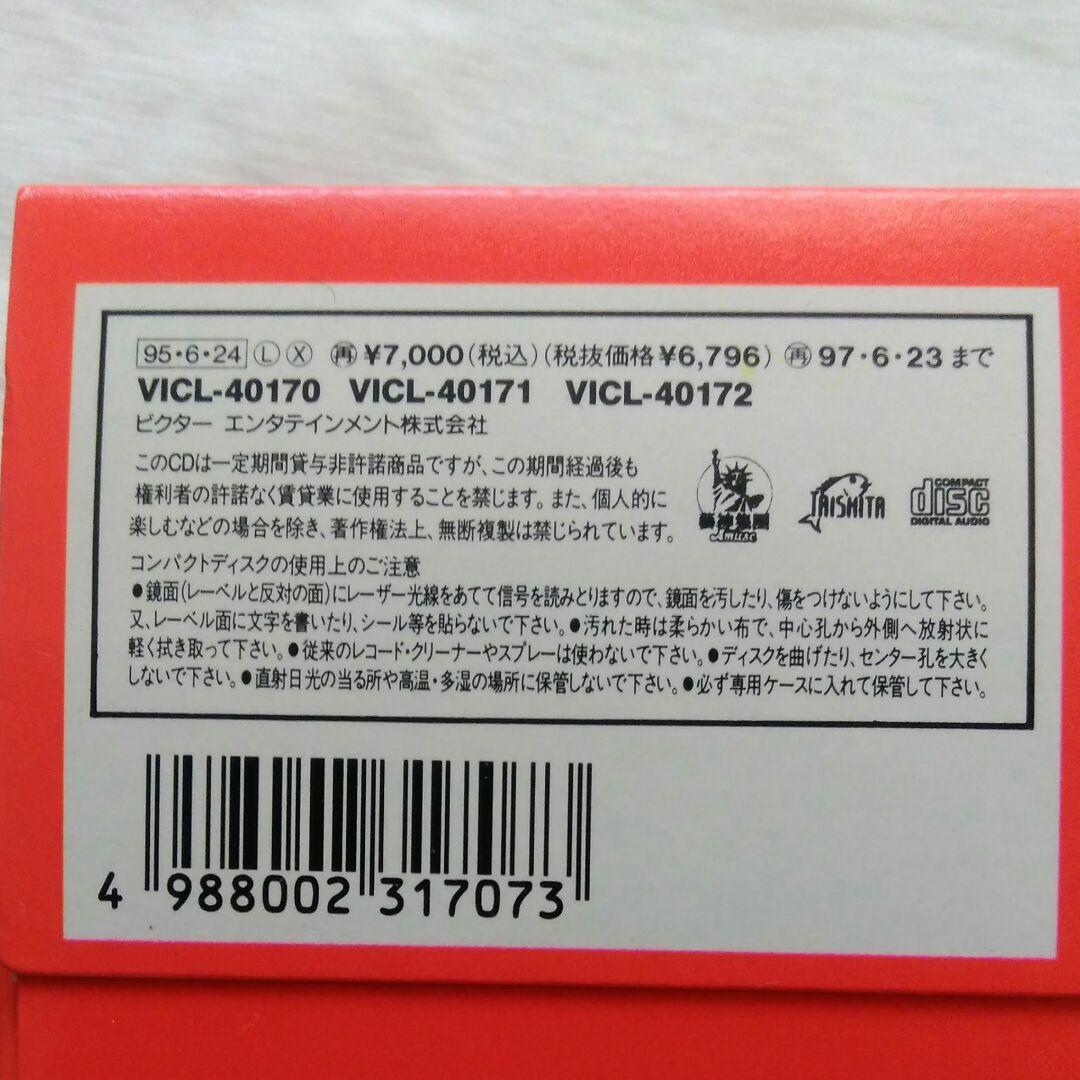 95・6・24 Ⓛ Ⓧ ㊢ ¥7,000(税込)(税抜価格¥6,796) 再 97・6・23 まで
VICL-40170 VICL-40171 VICL-40172
ビクター エンタテインメント株式会社
このCDは一定期間貸与非許諾商品ですが、この期間経過後も
権利者の許諾なく賃貸業に使用することを禁じます。また、個人的に
楽しむなどの場合を除き、著作権法上、無断複製は禁じられています。
Amuse
TAISHITA
COMPACT
disc
DIGITAL AUDIO
コンパクトディスクの使用上のご注意
●鏡面(レーベルと反対の面)にレーザー光線をあてて信号を読みとりますので、鏡面を汚したり、傷をつけないようにして下さい。
又、レーベル面に文字を書いたり、シール等を貼らないで下さい。●汚れた時は柔らかい布で、中心孔から外側へ放射状に
軽く拭き取って下さい。●従来のレコード・クリーナーやスプレーは使わないで下さい。●ディスクを曲げたり、センター孔を大きく
しないで下さい。●直射日光の当る所や高温・多湿の場所に保管しないで下さい。●必ず専用ケースに入れて保管して下さい。
4 988002 317073